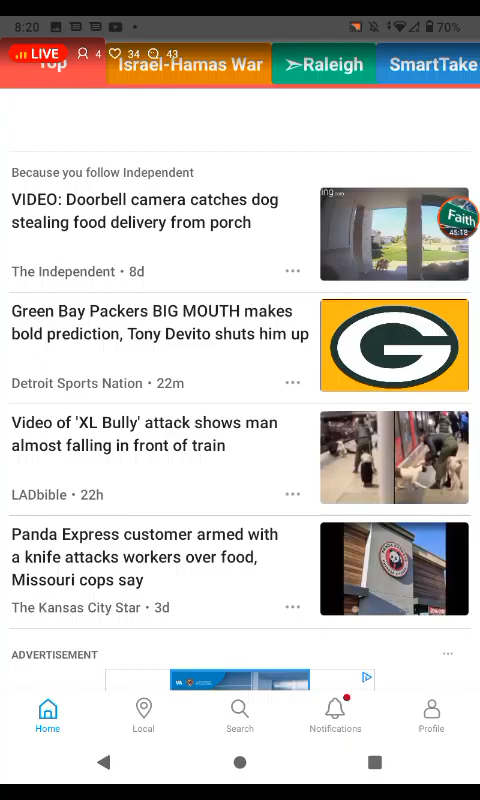 8:20
70%
LIVE 4 34 43
Top
Israel-Hamas War
Raleigh
SmartTake
Because you follow Independent
VIDEO: Doorbell camera catches dog
stealing food delivery from porch
ing.com
Faith
45:18
The Independent • 8d
Green Bay Packers BIG MOUTH makes
bold prediction, Tony Devito shuts him up
G
Detroit Sports Nation • 22m
Video of 'XL Bully' attack shows man
almost falling in front of train
LADbible • 22h
Panda Express customer armed with
a knife attacks workers over food,
Missouri cops say
The Kansas City Star • 3d
ADVERTISEMENT
Home
Local
Search
Notifications
Profile